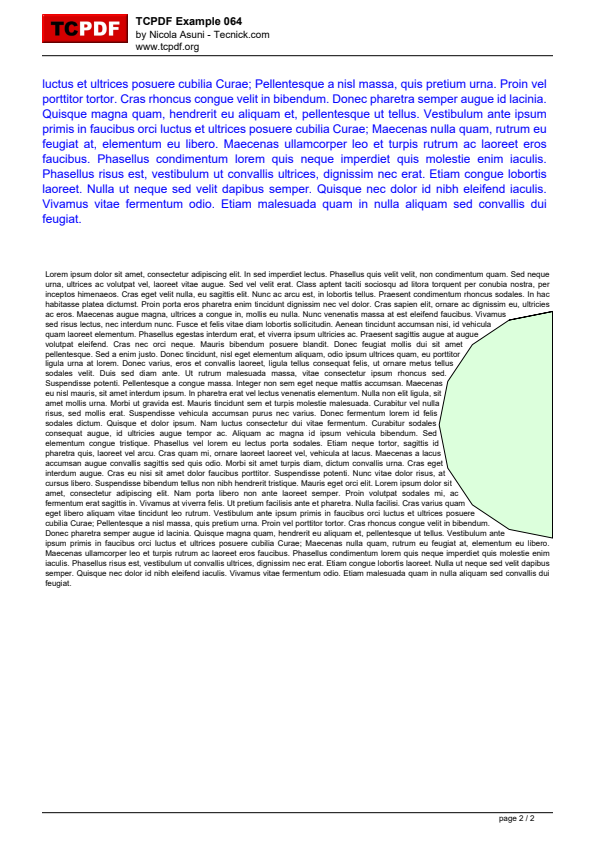 TCPDF
TCPDF Example 064
by Nicola Asuni - Tecnick.com
www.tcpdf.org
luctus et ultrices posuere cubilia Curae; Pellentesque a nisl massa, quis pretium urna. Proin vel
porttitor tortor. Cras rhoncus congue velit in bibendum. Donec pharetra semper augue id lacinia.
Quisque magna quam, hendrerit eu aliquam et, pellentesque ut tellus. Vestibulum ante ipsum
primis in faucibus orci luctus et ultrices posuere cubilia Curae; Maecenas nulla quam, rutrum eu
feugiat at, elementum eu libero. Maecenas ullamcorper leo et turpis rutrum ac laoreet eros
faucibus. Phasellus condimentum lorem quis neque imperdiet quis molestie enim iaculis.
Phasellus risus est, vestibulum ut convallis ultrices, dignissim nec erat. Etiam congue lobortis
laoreet. Nulla ut neque sed velit dapibus semper. Quisque nec dolor id nibh eleifend iaculis.
Vivamus vitae fermentum odio. Etiam malesuada quam in nulla aliquam sed convallis dui
feugiat.
Lorem ipsum dolor sit amet, consectetur adipiscing elit. In sed imperdiet lectus. Phasellus quis velit velit, non condimentum quam. Sed neque
urna, ultrices ac volutpat vel, laoreet vitae augue. Sed vel velit erat. Class aptent taciti sociosqu ad litora torquent per conubia nostra, per
inceptos himenaeos. Cras eget velit nulla, eu sagittis elit. Nunc ac arcu est, in lobortis tellus. Praesent condimentum rhoncus sodales. In hac
habitasse platea dictumst. Proin porta eros pharetra enim tincidunt dignissim nec vel dolor. Cras sapien elit, ornare ac dignissim eu, ultricies
ac eros. Maecenas augue magna, ultrices a congue in, mollis eu nulla. Nunc venenatis massa at est eleifend faucibus. Vivamus
sed risus lectus, nec interdum nunc. Fusce et felis vitae diam lobortis sollicitudin. Aenean tincidunt accumsan nisi, id vehicula
quam laoreet elementum. Phasellus egestas interdum erat, et viverra ipsum ultricies ac. Praesent sagittis augue at augue
volutpat eleifend. Cras nec orci neque. Mauris bibendum posuere blandit. Donec feugiat mollis dui sit amet
pellentesque. Sed a enim justo. Donec tincidunt, nisl eget elementum aliquam, odio ipsum ultrices quam, eu porttitor
ligula urna at lorem. Donec varius, eros et convallis laoreet, ligula tellus consequat felis, ut ornare metus tellus
sodales velit. Duis sed diam ante. Ut rutrum malesuada massa, vitae consectetur ipsum rhoncus sed.
Suspendisse potenti. Pellentesque a congue massa. Integer non sem eget neque mattis accumsan. Maecenas
eu nisl mauris, sit amet interdum ipsum. In pharetra erat vel lectus venenatis elementum. Nulla non elit ligula, sit
amet mollis urna. Morbi ut gravida est. Mauris tincidunt sem et turpis molestie malesuada. Curabitur vel nulla
risus, sed mollis erat. Suspendisse vehicula accumsan purus nec varius. Donec fermentum lorem id felis
sodales dictum. Quisque et dolor ipsum. Nam luctus consectetur dui vitae fermentum. Curabitur sodales
consequat augue, id ultricies augue tempor ac. Aliquam ac magna id ipsum vehicula bibendum. Sed
elementum congue tristique. Phasellus vel lorem eu lectus porta sodales. Etiam neque tortor, sagittis id
pharetra quis, laoreet vel arcu. Cras quam mi, ornare laoreet laoreet vel, vehicula at lacus. Maecenas a lacus
accumsan augue convallis sagittis sed quis odio. Morbi sit amet turpis diam, dictum convallis urna. Cras eget
interdum augue. Cras eu nisi sit amet dolor faucibus porttitor. Suspendisse potenti. Nunc vitae dolor risus, at
cursus libero. Suspendisse bibendum tellus non nibh hendrerit tristique. Mauris eget orci elit. Lorem ipsum dolor sit
amet, consectetur adipiscing elit. Nam porta libero non ante laoreet semper. Proin volutpat sodales mi, ac
fermentum erat sagittis in. Vivamus at viverra felis. Ut pretium facilisis ante et pharetra. Nulla facilisi. Cras varius quam
eget libero aliquam vitae tincidunt leo rutrum. Vestibulum ante ipsum primis in faucibus orci luctus et ultrices posuere
cubilia Curae; Pellentesque a nisl massa, quis pretium urna. Proin vel porttitor tortor. Cras rhoncus congue velit in bibendum.
Donec pharetra semper augue id lacinia. Quisque magna quam, hendrerit eu aliquam et, pellentesque ut tellus. Vestibulum ante
ipsum primis in faucibus orci luctus et ultrices posuere cubilia Curae; Maecenas nulla quam, rutrum eu feugiat at, elementum eu libero.
Maecenas ullamcorper leo et turpis rutrum ac laoreet eros faucibus. Phasellus condimentum lorem quis neque imperdiet quis molestie enim
iaculis. Phasellus risus est, vestibulum ut convallis ultrices, dignissim nec erat. Etiam congue lobortis laoreet. Nulla ut neque sed velit dapibus
semper. Quisque nec dolor id nibh eleifend iaculis. Vivamus vitae fermentum odio. Etiam malesuada quam in nulla aliquam sed convallis dui
feugiat.
page 2 / 2